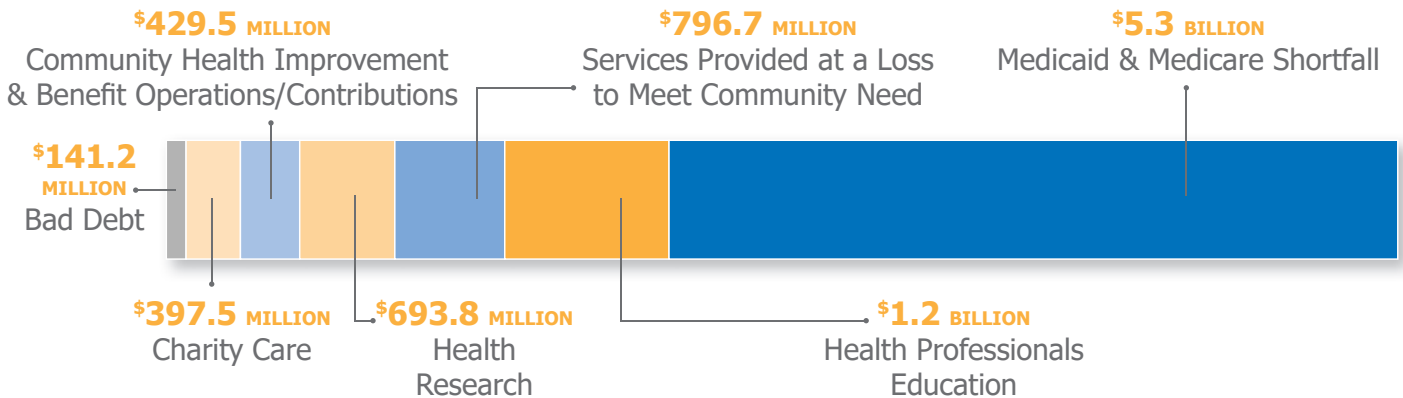 $429.5 MILLION
Community Health Improvement
& Benefit Operations/Contributions
$796.7 MILLION
Services Provided at a Loss
to Meet Community Need
$5.3 BILLION
Medicaid & Medicare Shortfall
$141.2
MILLION
Bad Debt
$397.5 MILLION
Charity Care
$693.8 MILLION
Health
Research
$1.2 BILLION
Health Professionals
Education